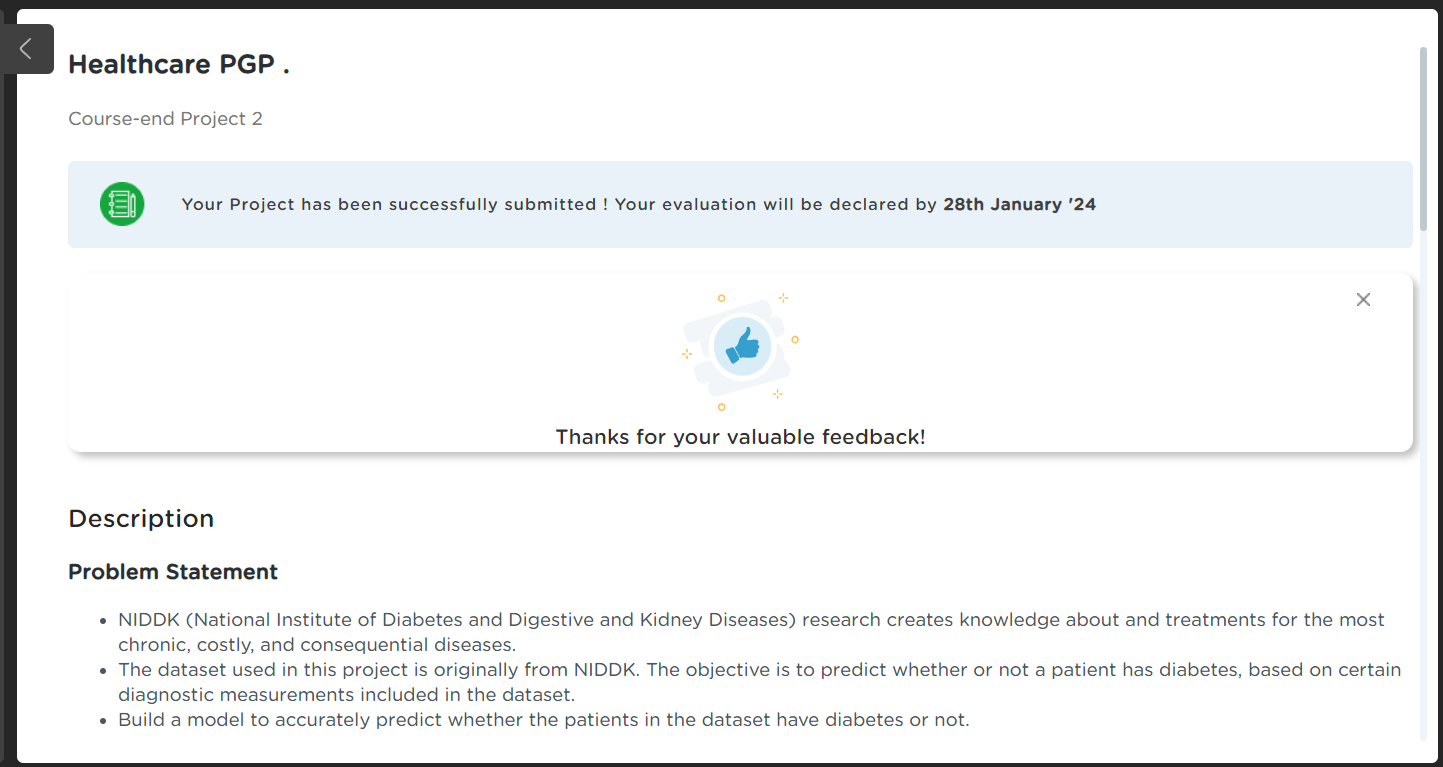 Healthcare PGP .
Course-end Project 2
Your Project has been successfully submitted ! Your evaluation will be declared by 28th January '24
Thanks for your valuable feedback!
Description
Problem Statement
• NIDDK (National Institute of Diabetes and Digestive and Kidney Diseases) research creates knowledge about and treatments for the most
chronic, costly, and consequential diseases.
• The dataset used in this project is originally from NIDDK. The objective is to predict whether or not a patient has diabetes, based on certain
diagnostic measurements included in the dataset.
• Build a model to accurately predict whether the patients in the dataset have diabetes or not.